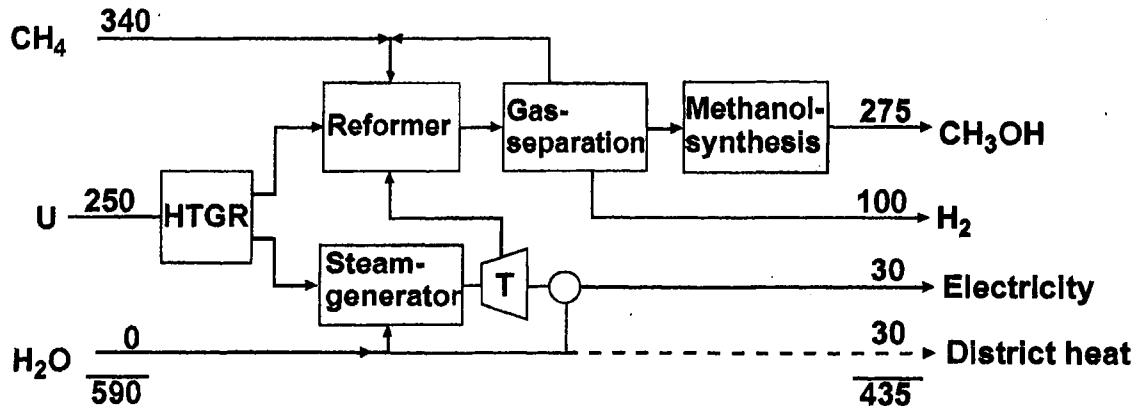 CH4 340
Reformer
Gas-
separation
Methanol-
synthesis
275 CH3OH
U 250
HTGR
100 H2
Steam-
generator
T
30 Electricity
H2O 0
30 District heat
590
435